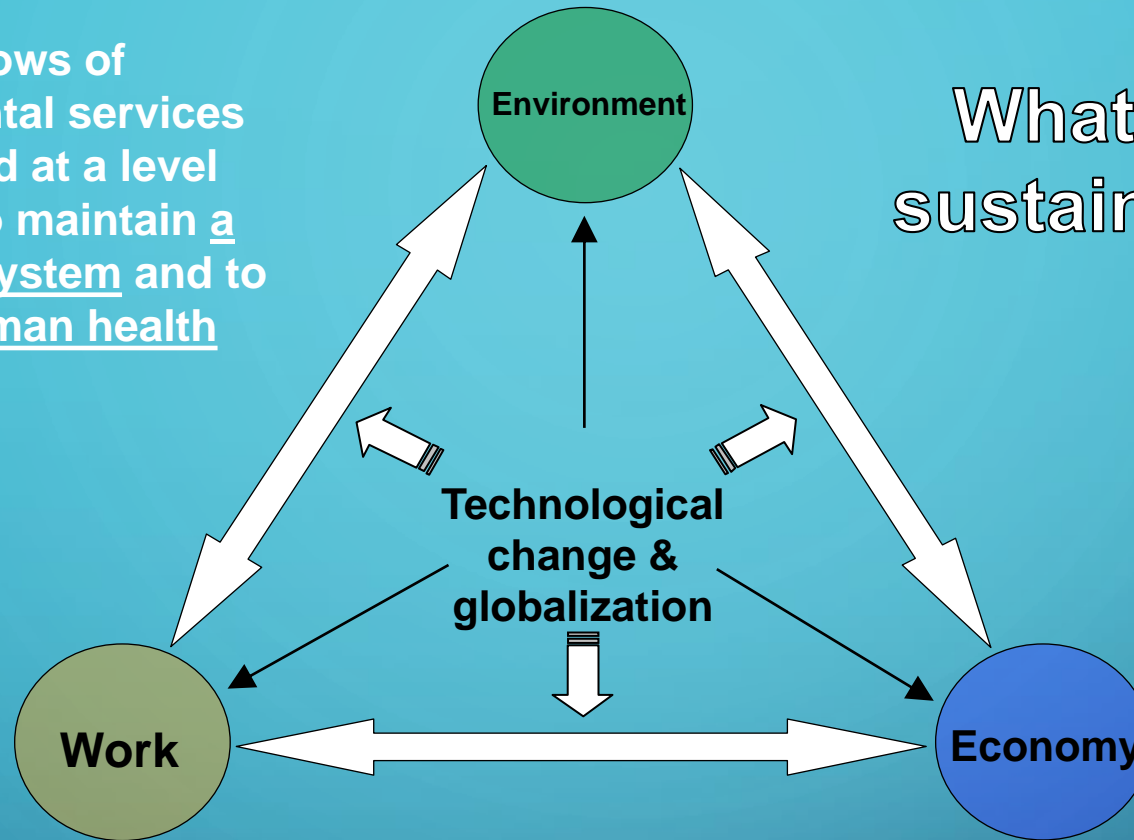 ows of
ntal services
d at a level
o maintain a
system and to
man health
Environment
What
sustain
Technological
change &
globalization
Work
Economy